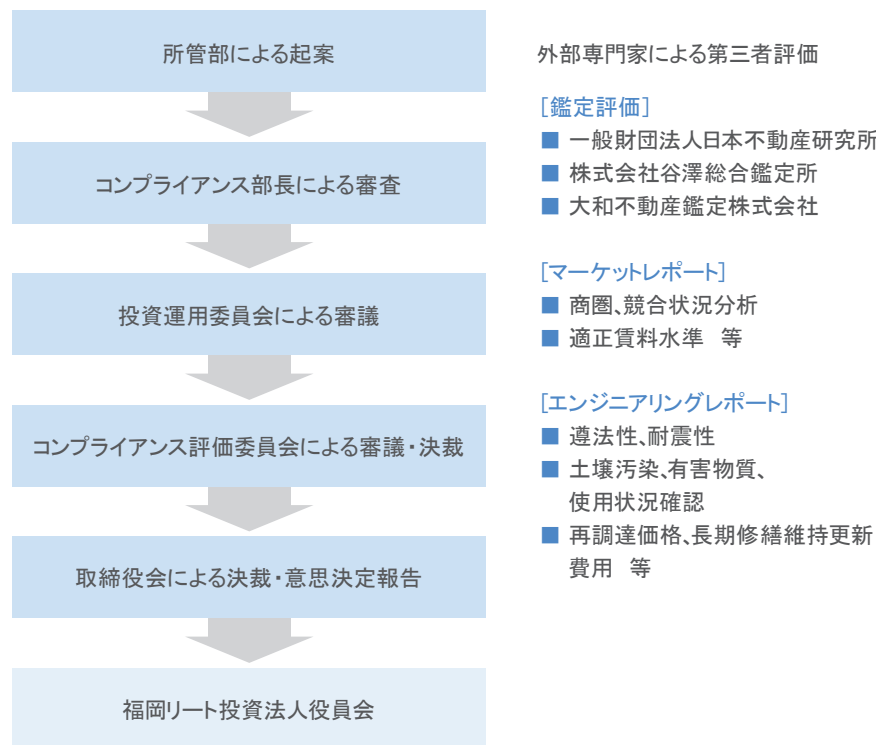 所管部による起案
コンプライアンス部長による審査
投資運用委員会による審議
コンプライアンス評価委員会による審議・決裁
取締役会による決裁・意思決定報告
福岡リート投資法人役員会
外部専門家による第三者評価
［鑑定評価］
■ 一般財団法人日本不動産研究所
■ 株式会社谷澤総合鑑定所
■ 大和不動産鑑定株式会社
［マーケットレポート］
■ 商圏、競合状況分析
■ 適正賃料水準　等
［エンジニアリングレポート］
■ 遵法性、耐震性
■ 土壌汚染、有害物質、
使用状況確認
■ 再調達価格、長期修繕維持更新
費用　等